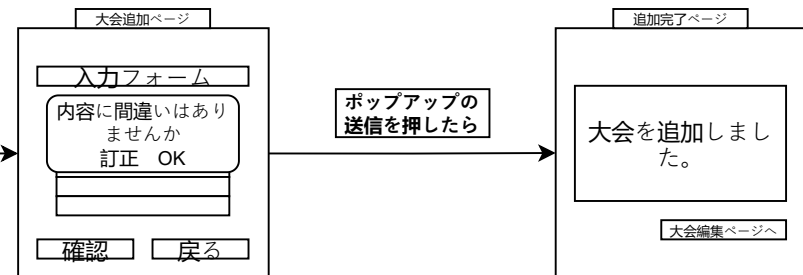 大会追加ページ
入力フォーム
内容に間違いはあり
ませんか
訂正　OK
確認
戻る
ポップアップの
送信を押したら
追加完了ページ
大会を追加しまし
た。
大会編集ページへ